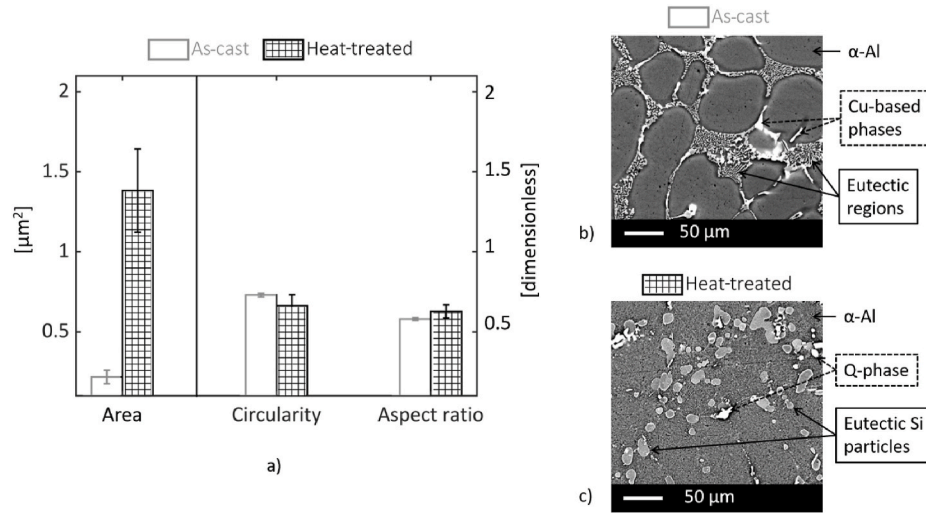 a)
As-cast
Heat-treated
2
1.5
1
0.5
[µm²]
2
1.5
1
0.5
[dimensionless]
Area
Circularity
Aspect ratio
a)
As-cast
α-Al
Cu-based
phases
Eutectic
regions
b)
50 µm
Heat-treated
α-Al
Q-phase
Eutectic Si
particles
c)
50 µm